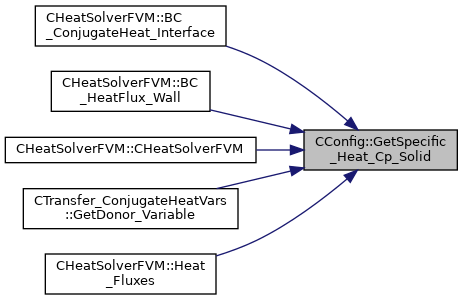 CHeatSolverFVM::BC
_ConjugateHeat_Interface
CHeatSolverFVM::BC
_HeatFlux_Wall
CHeatSolverFVM::CHeatSolverFVM
CTransfer_ConjugateHeatVars
::GetDonor_Variable
CHeatSolverFVM::Heat
_Fluxes
CConfig::GetSpecific
_Heat_Cp_Solid